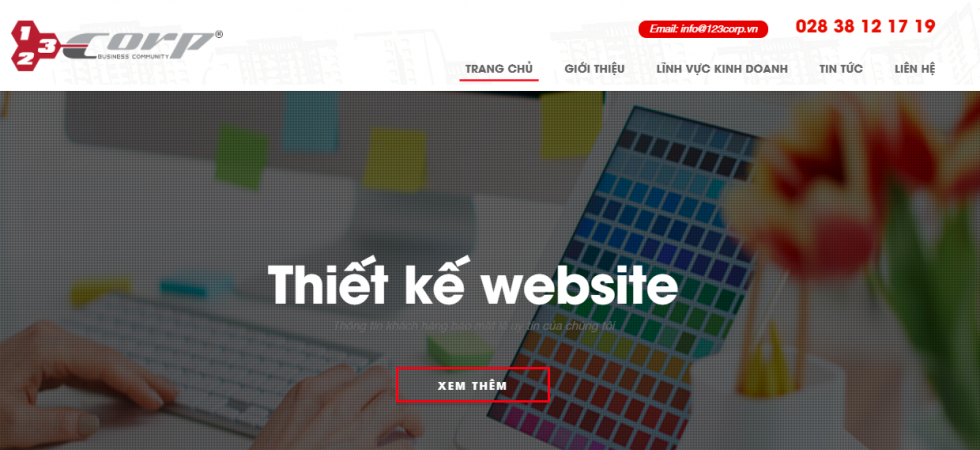 1
2 3 corp®
BUSINESS COMMUNITY
Email: info@123corp.vn
028 38 12 17 19
TRANG CHỦ GIỚI THIỆU LĨNH VỰC KINH DOANH TIN TỨC LIÊN HỆ
Thiết kế website
Thông tin khách hàng bảo mật là uy tín của chúng tôi
XEM THÊM